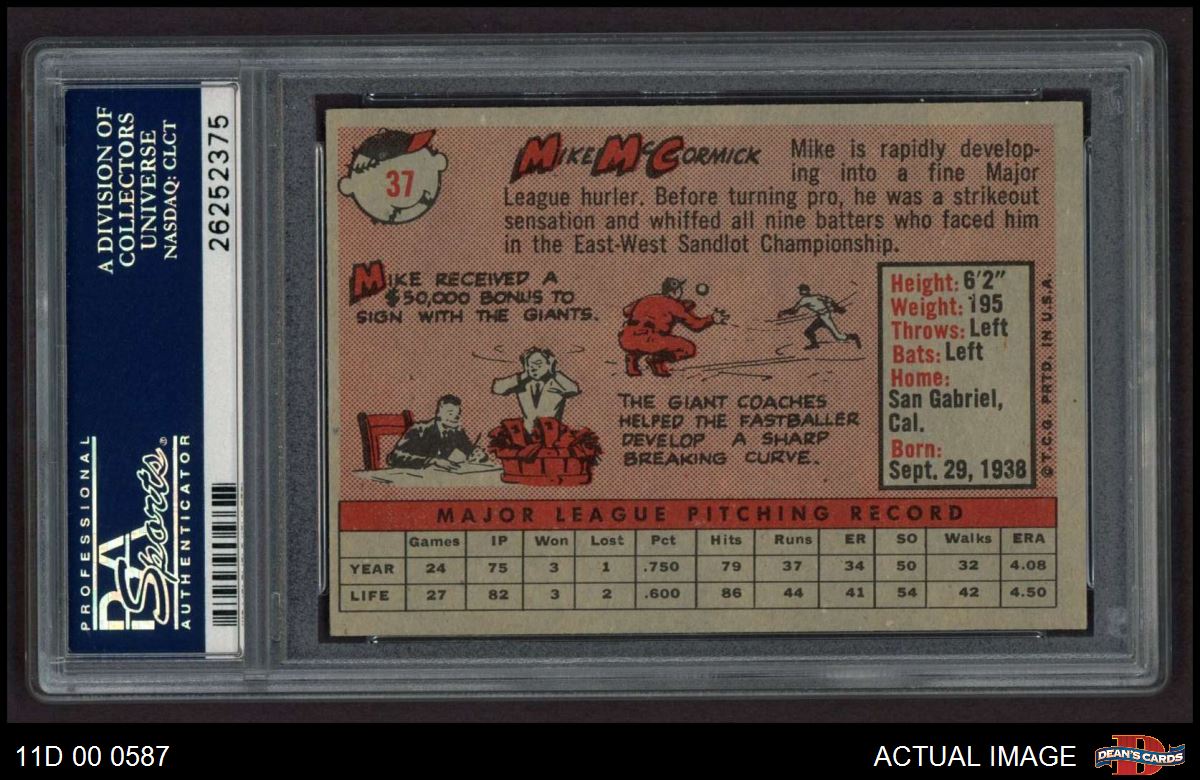 A DIVISION OF
COLLECTORS
UNIVERSE
NASDAQ: CLCT
26252375
PROFESSIONAL
PSA
Sports®
AUTHENTICATOR
37
MIKE McCORMICK
Mike is rapidly develop-
ing into a fine Major
League hurler. Before turning pro, he was a strikeout
sensation and whiffed all nine batters who faced him
in the East-West Sandlot Championship.
MIKE RECEIVED A
$50,000 BONUS TO
SIGN WITH THE GIANTS.
THE GIANT COACHES
HELPED THE FASTBALLER
DEVELOP A SHARP
BREAKING CURVE.
Height: 6'2"
Weight: 195
Throws: Left
Bats: Left
Home:
San Gabriel,
Cal.
Born:
Sept. 29, 1938
© T.C.G. PRTD. IN U.S.A.
MAJOR LEAGUE PITCHING RECORD
Games IP Won Lost Pct Hits Runs ER SO Walks ERA
YEAR 24 75 3 1 .750 79 37 34 50 32 4.08
LIFE 27 82 3 2 .600 86 44 41 54 42 4.50
11D 00 0587
ACTUAL IMAGE
D
DEAN'S CARDS